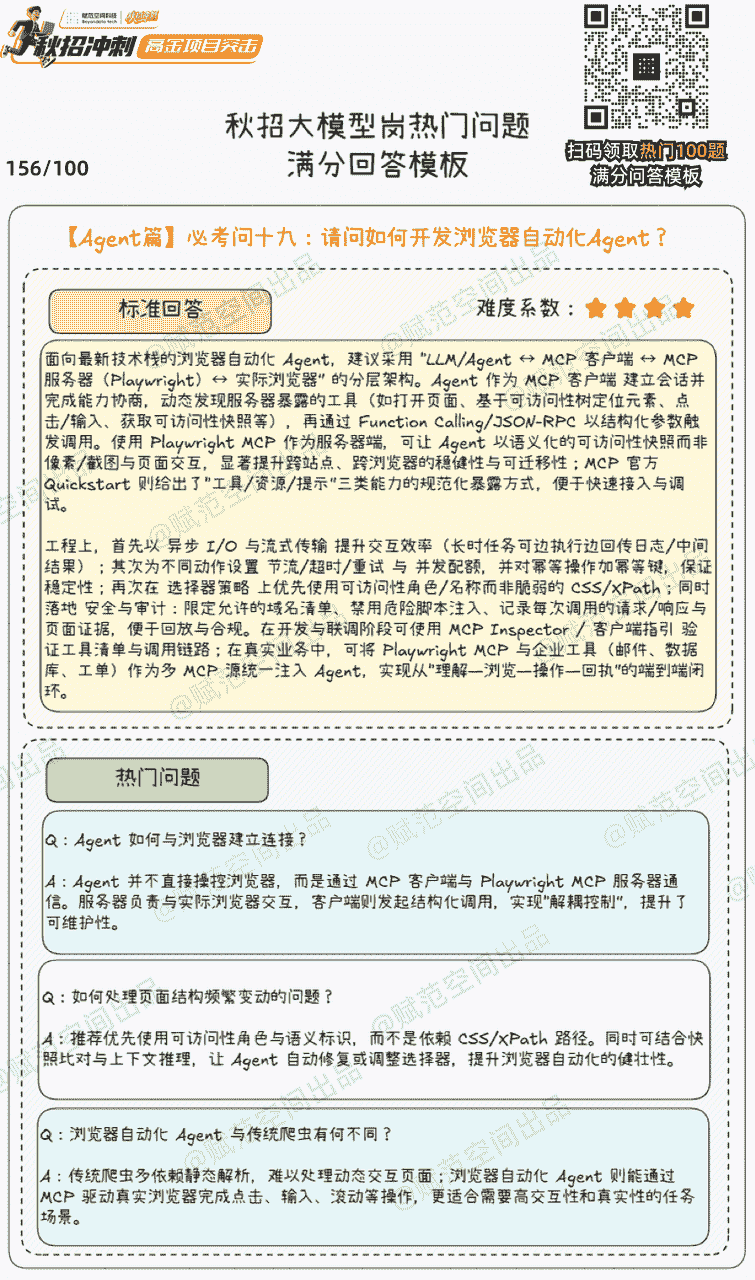 赋范空间科技
秋招冲刺 高金项目突击
扫码领取热门100题
满分问答模板
秋招大模型岗热门问题
满分回答模板
156/100
【Agent篇】必考问十九：请问如何开发浏览器自动化Agent？
标准回答
难度系数：
面向最新技术栈的浏览器自动化 Agent，建议采用 "LLM/Agent ↔ MCP 客户端 ↔ MCP
服务器（Playwright）↔ 实际浏览器" 的分层架构。Agent 作为 MCP 客户端 建立会话并
完成能力协商，动态发现服务器暴露的工具（如打开页面、基于可访问性树定位元素、点
击/输入、获取可访问性快照等），再通过 Function Calling/JSON-RPC 以结构化参数触
发调用。使用 Playwright MCP 作为服务器端，可让 Agent 以语义化的可访问性快照而非
像素/截图与页面交互，显著提升跨站点、跨浏览器的稳健性与可迁移性；MCP 官方
Quickstart 则给出了"工具/资源/提示"三类能力的规范化暴露方式，便于快速接入与调
试。
工程上，首先以 异步 I/O 与流式传输 提升交互效率（长时任务可边执行边回传日志/中间
结果）；其次为不同动作设置 节流/超时/重试 与 并发配额，并对幂等操作加幂等键，保证
稳定性；再次在 选择器策略 上优先使用可访问性角色/名称而非脆弱的 CSS/XPath；同时
落地 安全与审计：限定允许的域名清单、禁用危险脚本注入、记录每次调用的请求/响应与
页面证据，便于回放与合规。在开发与联调阶段可使用 MCP Inspector / 客户端指引 验
证工具清单与调用链路；在真实业务中，可将 Playwright MCP 与企业工具（邮件、数据
库、工单）作为多 MCP 源统一注入 Agent，实现从"理解—浏览—操作—回执"的端到端闭
环。
热门问题
Q：Agent 如何与浏览器建立连接？
A：Agent 并不直接操控浏览器，而是通过 MCP 客户端与 Playwright MCP 服务器通
信。服务器负责与实际浏览器交互，客户端则发起结构化调用，实现"解耦控制"，提升了
可维护性。
Q：如何处理页面结构频繁变动的问题？
A：推荐优先使用可访问性角色与语义标识，而不是依赖 CSS/XPath 路径。同时可结合快
照比对与上下文推理，让 Agent 自动修复或调整选择器，提升浏览器自动化的健壮性。
Q：浏览器自动化 Agent 与传统爬虫有何不同？
A：传统爬虫多依赖静态解析，难以处理动态交互页面；浏览器自动化 Agent 则能通过
MCP 驱动真实浏览器完成点击、输入、滚动等操作，更适合需要高交互性和真实性的任务
场景。
@赋范空间出品